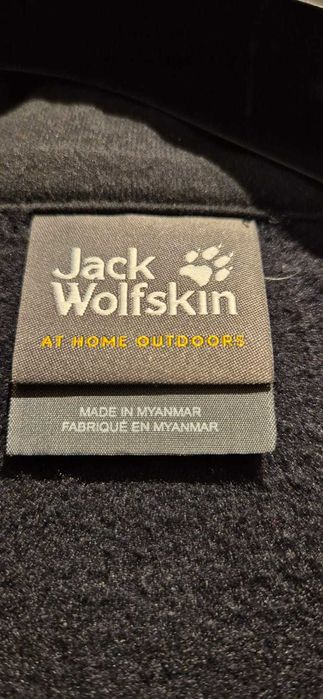 Jack
Wolfskin
AT HOME OUTDOORS
MADE IN MYANMAR
FABRIQUÉ EN MYANMAR